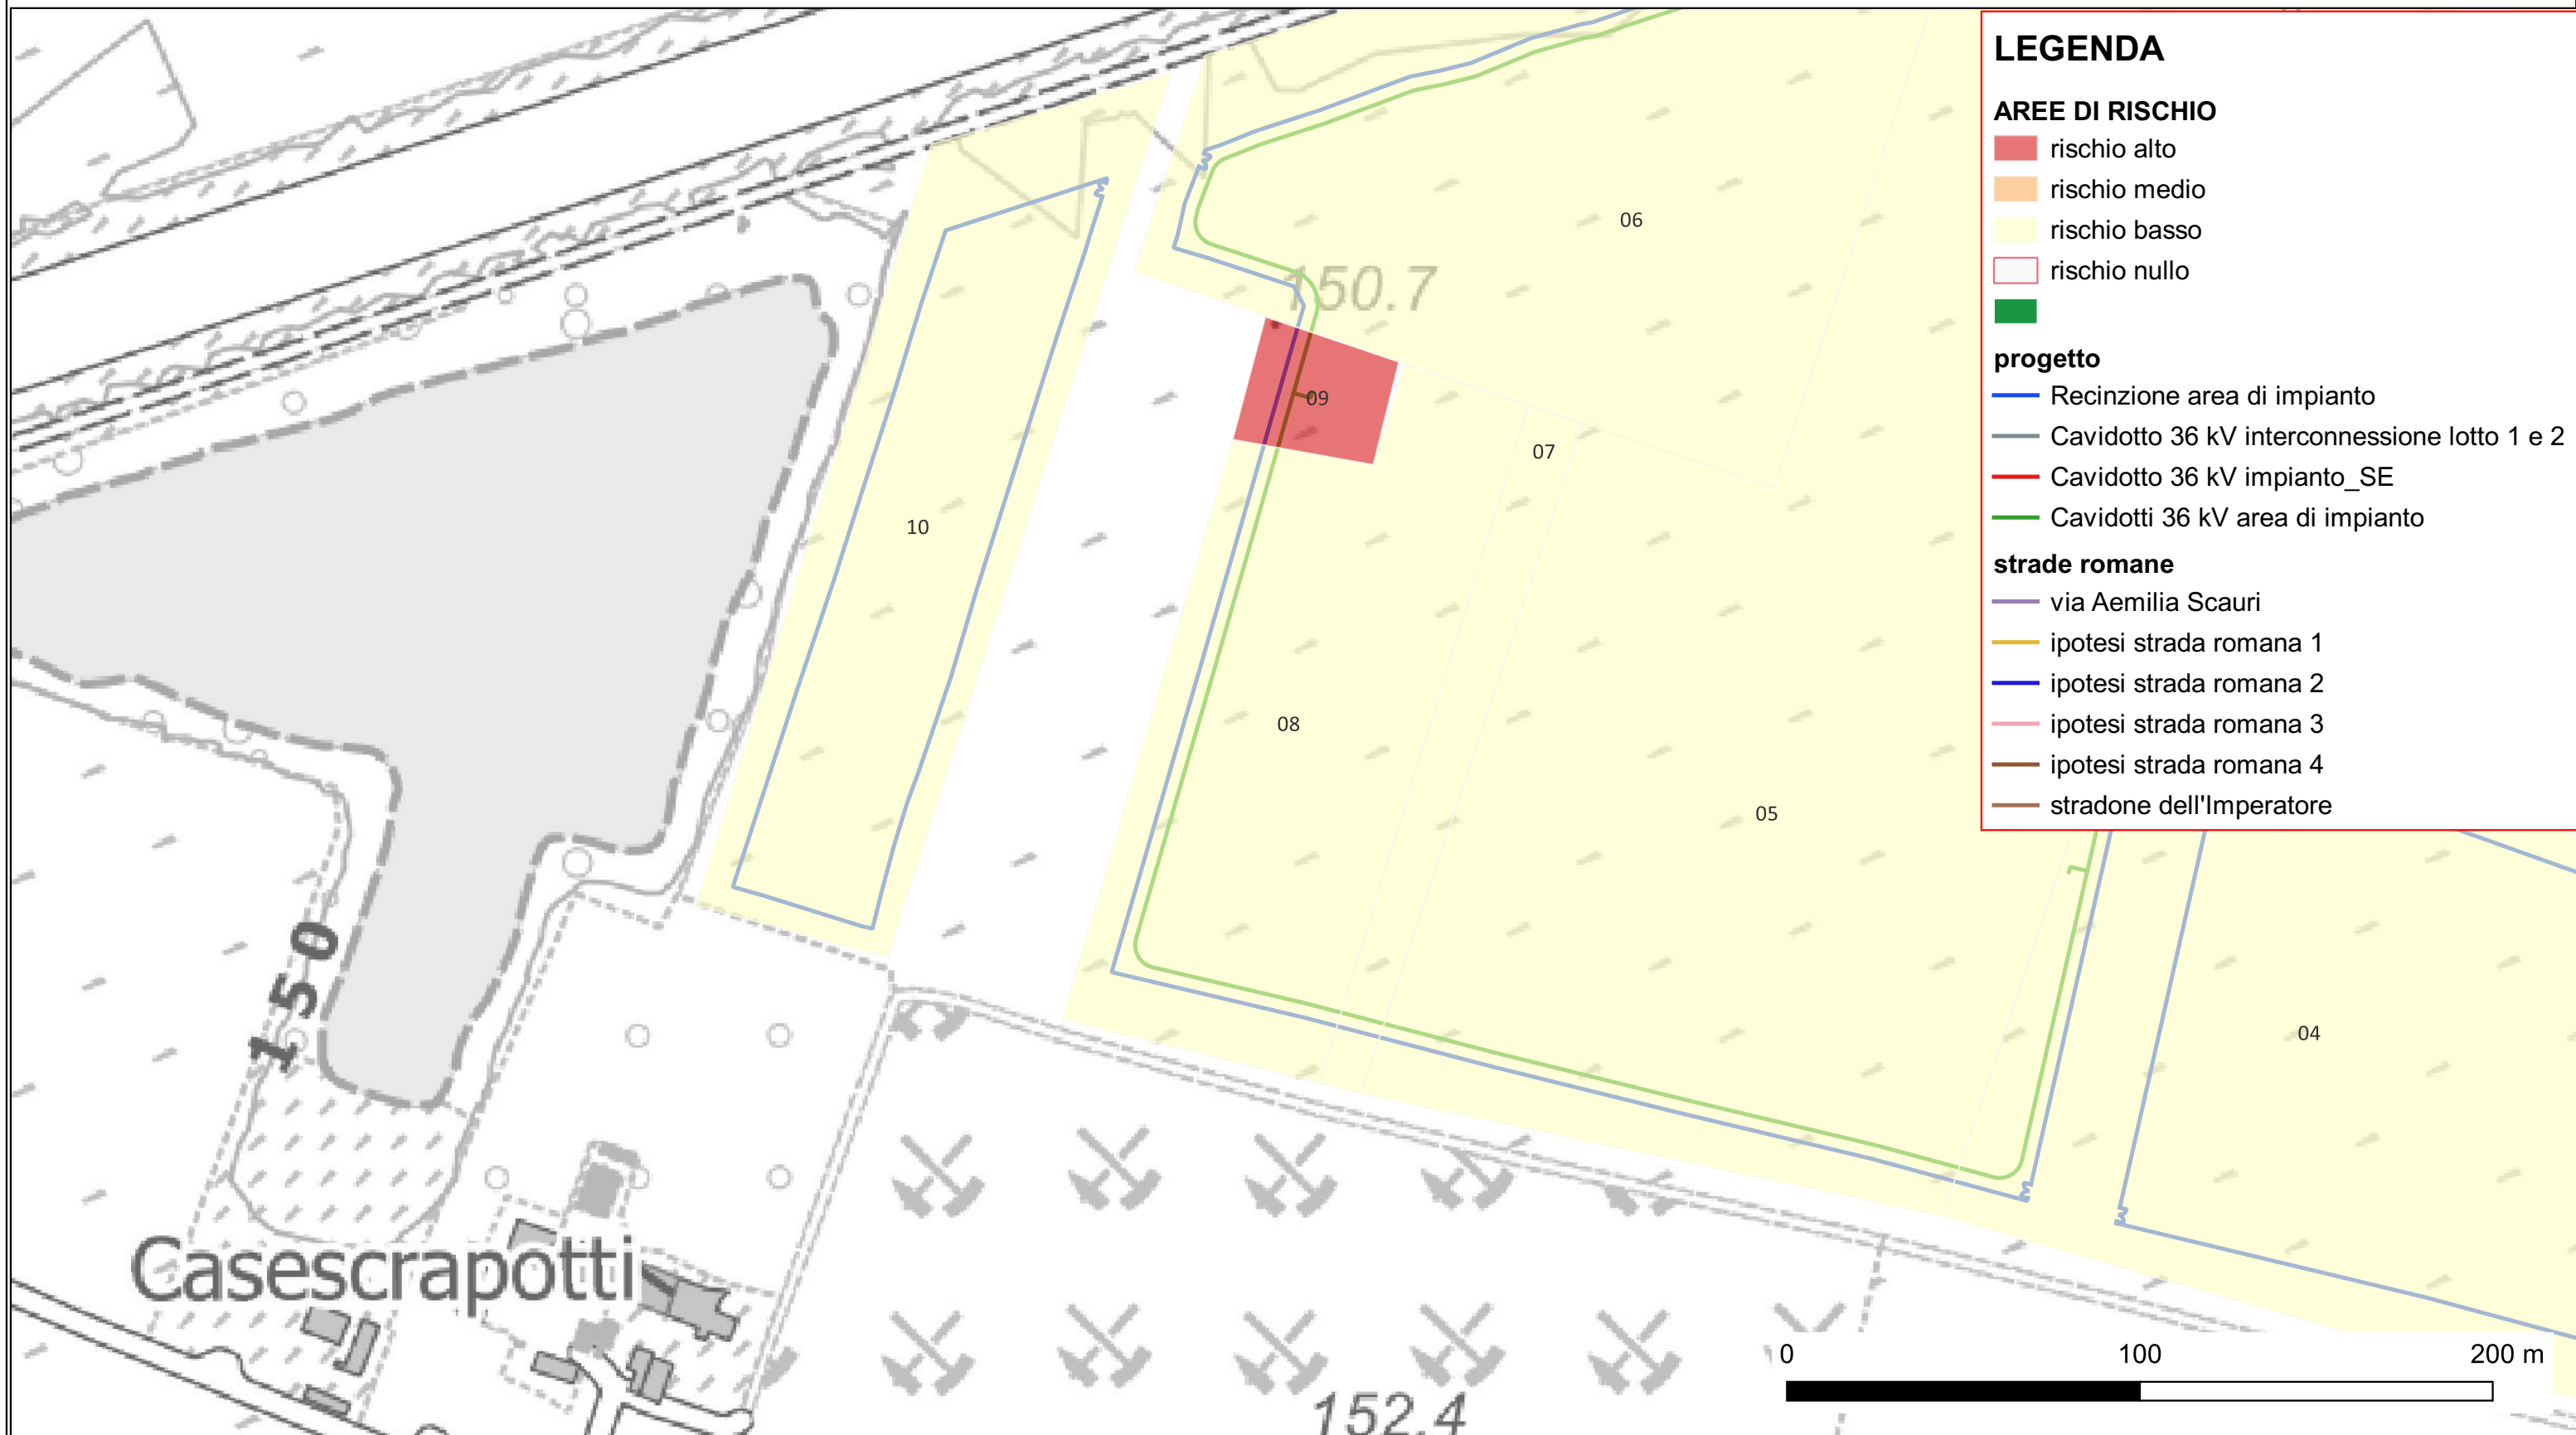 LEGENDA
AREE DI RISCHIO
rischio alto
rischio medio
rischio basso
rischio nullo
progetto
Recinzione area di impianto
Cavidotto 36 kV interconnessione lotto 1 e 2
Cavidotto 36 kV impianto_SE
Cavidotti 36 kV area di impianto
strade romane
via Aemilia Scauri
ipotesi strada romana 1
ipotesi strada romana 2
ipotesi strada romana 3
ipotesi strada romana 4
stradone dell'Imperatore
06
150.7
09
07
10
08
05
150
04
Casescrapotti
0 100 200 m
152.4